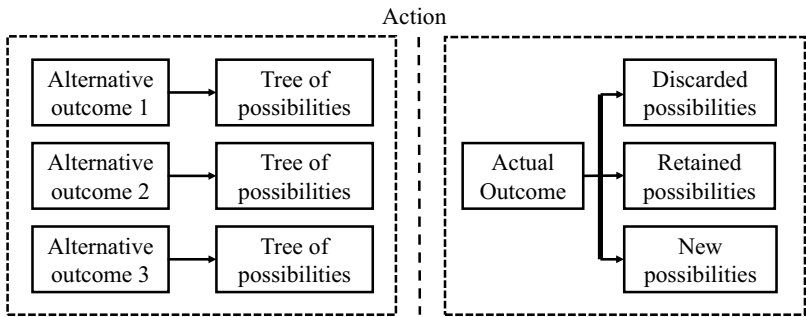 Action
Alternative
outcome 1
Tree of
possibilities
Alternative
outcome 2
Tree of
possibilities
Alternative
outcome 3
Tree of
possibilities
Actual
Outcome
Discarded
possibilities
Retained
possibilities
New
possibilities